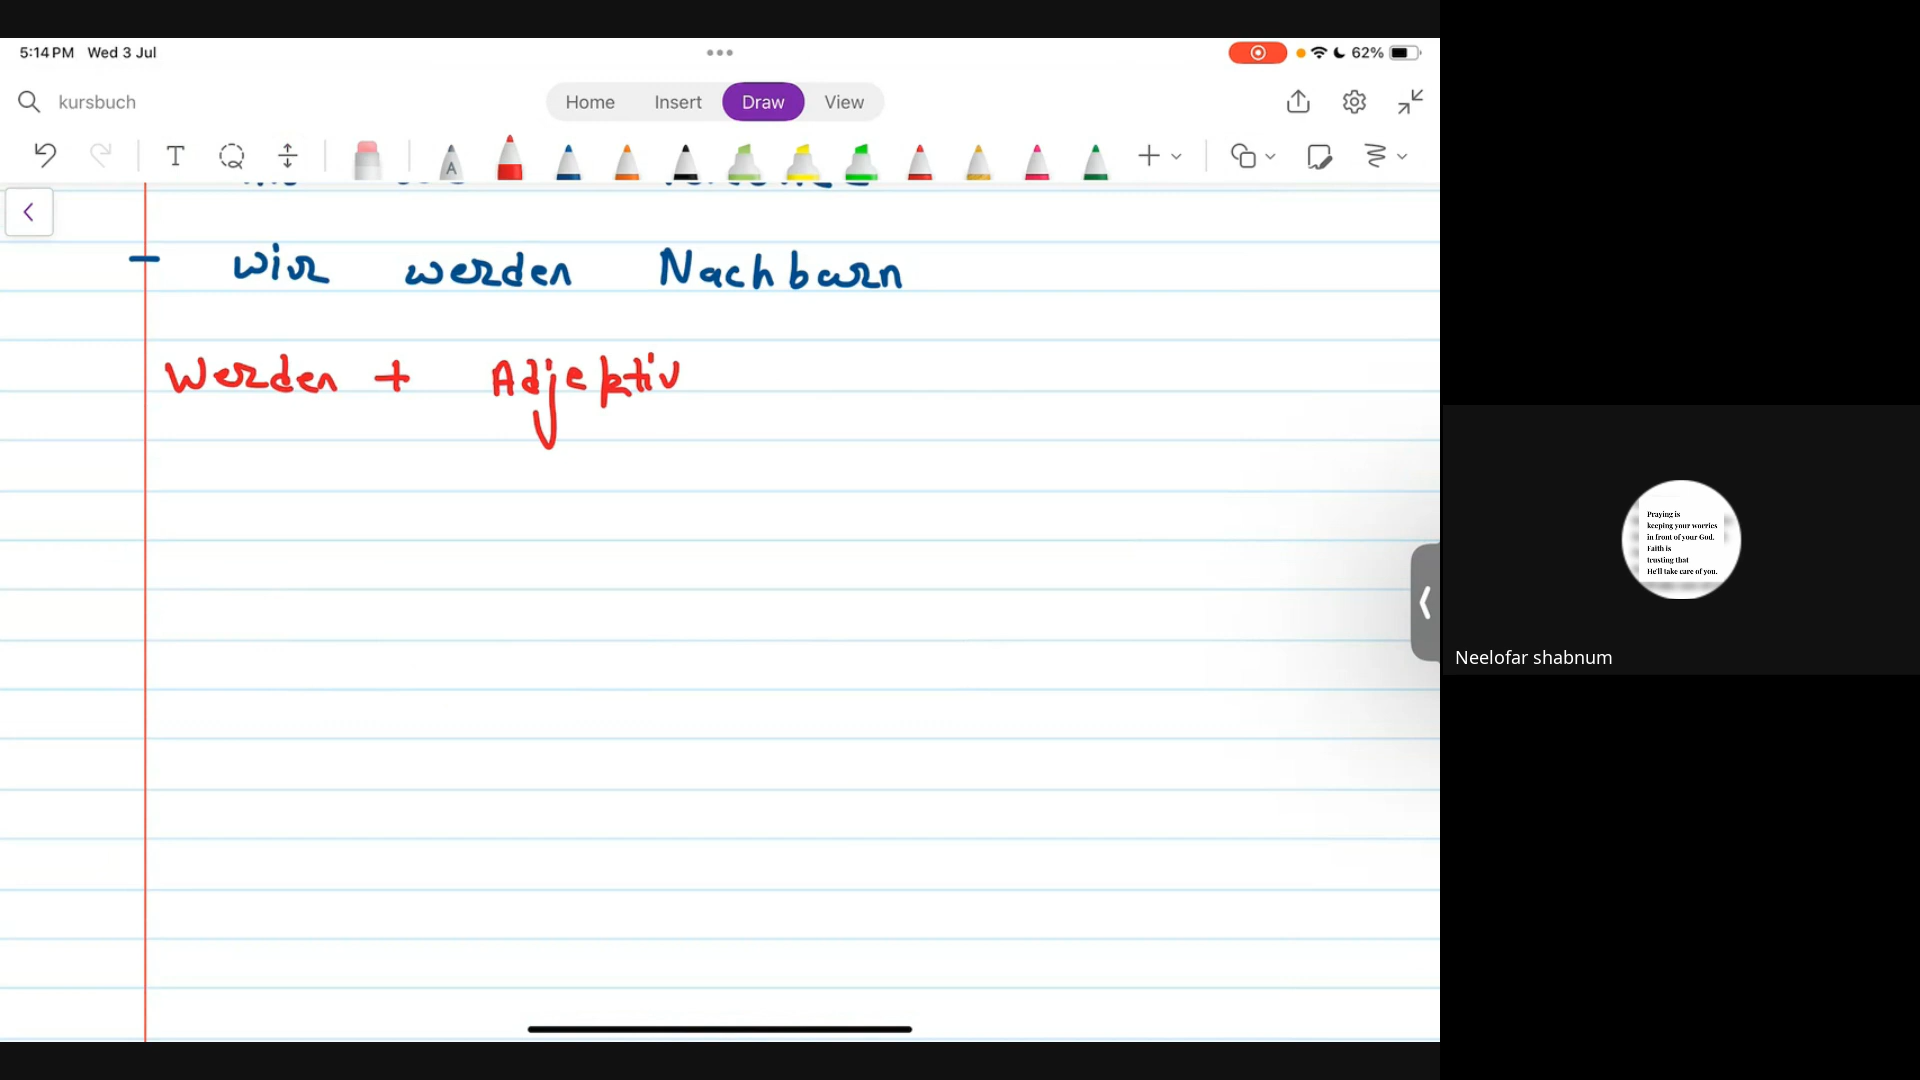 5:14 PM Wed 3 Jul 62%
kursbuch Home Insert Draw View
T A
- wir werden Nachbarn
Werden + Adjektiv
Praying is
keeping your worries
in front of your God.
Faith is
trusting that
He'll take care of you.
Neelofar shabnum